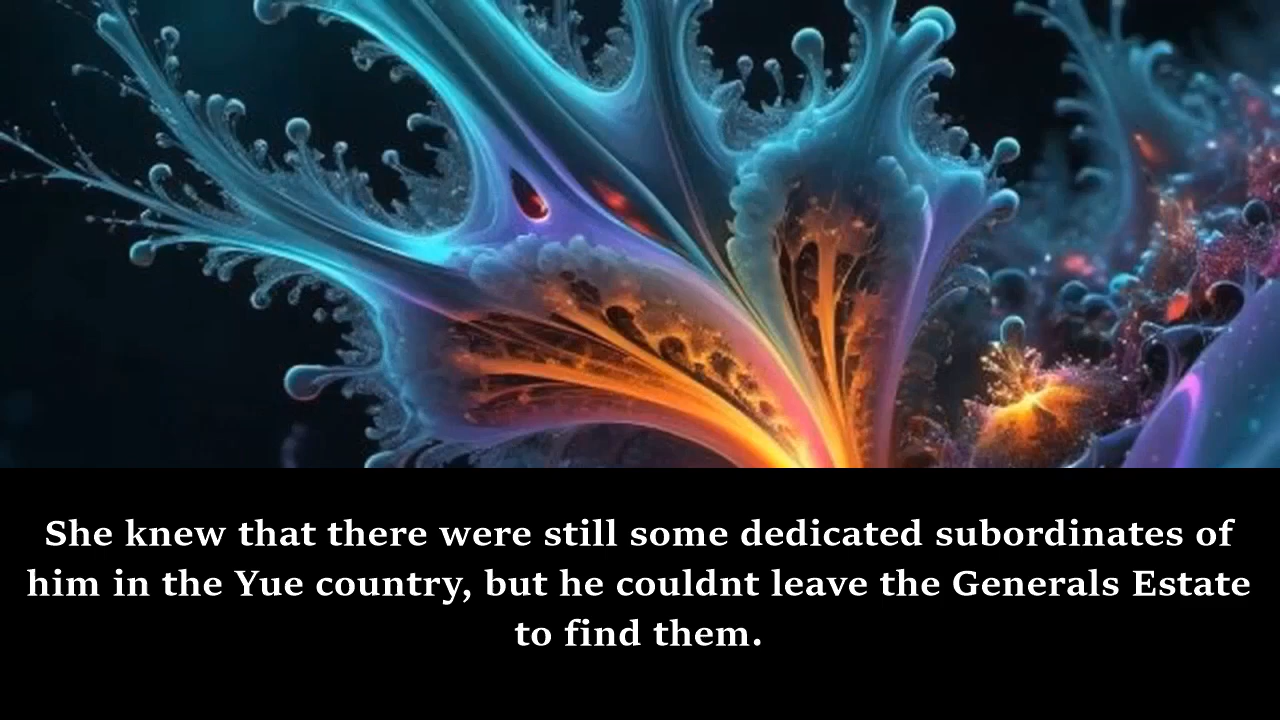 She knew that there were still some dedicated subordinates of
him in the Yue country, but he couldnt leave the Generals Estate
to find them.